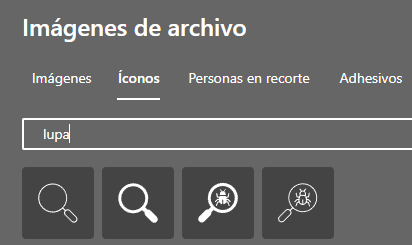 Imágenes de archivo
Imágenes Íconos Personas en recorte Adhesivos
lupa